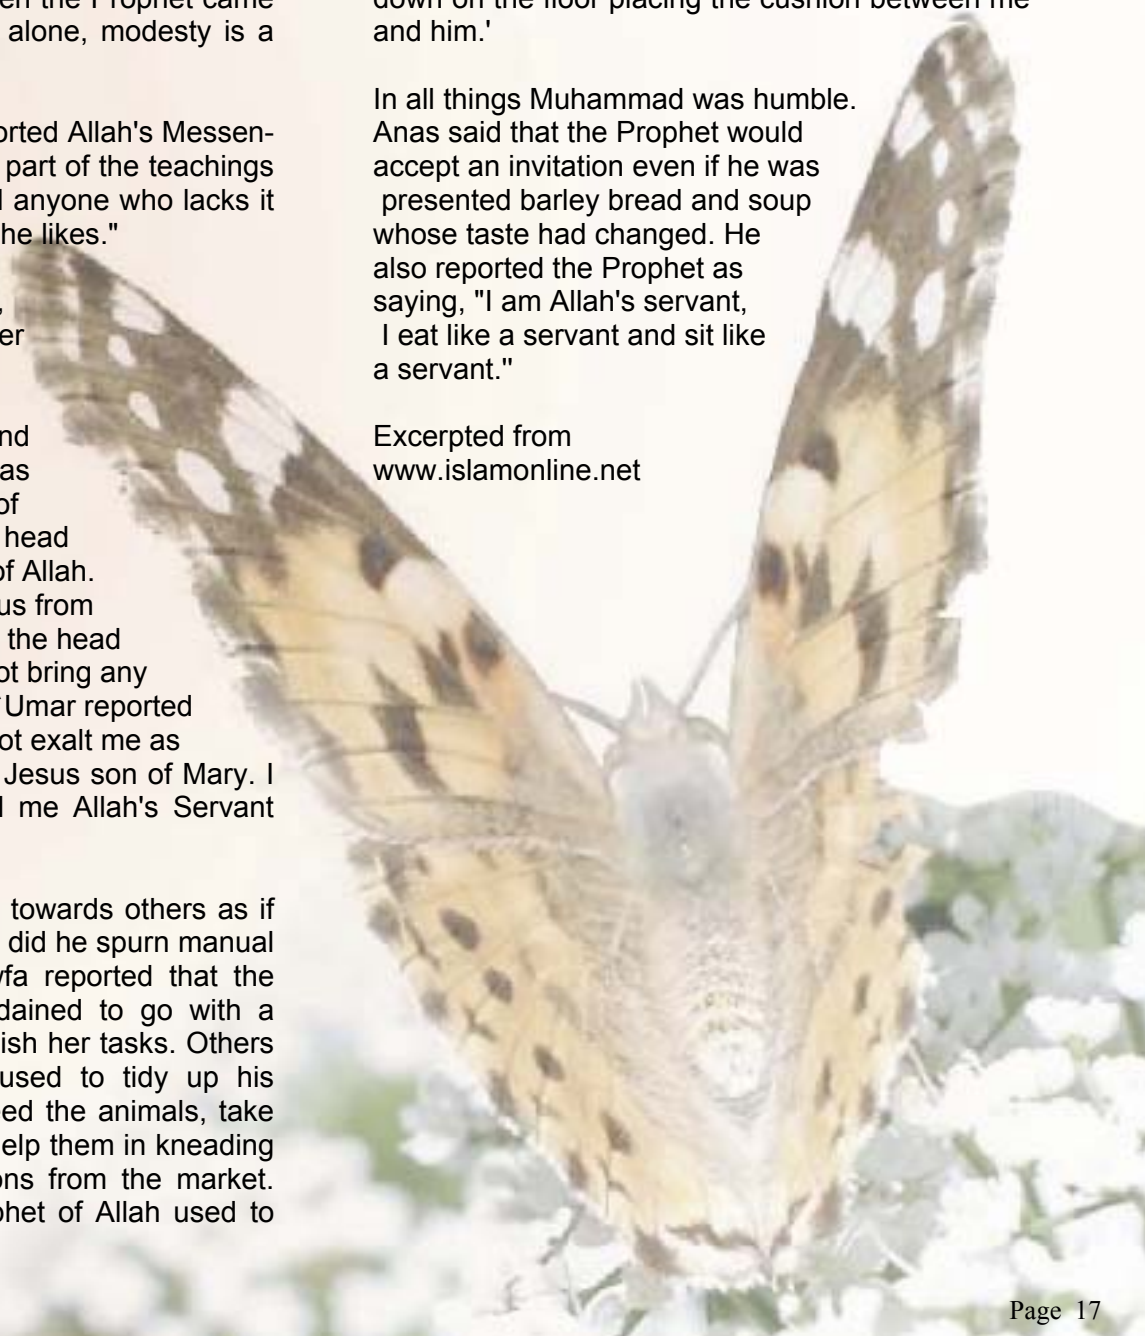 alone, modesty is a
orted Allah's Messen-
part of the teachings
anyone who lacks it
he likes."
,
er
nd
as
of
head
of Allah.
us from
the head
ot bring any
Umar reported
ot exalt me as
Jesus son of Mary. I
me Allah's Servant
towards others as if
did he spurn manual
wfa reported that the
dained to go with a
ish her tasks. Others
used to tidy up his
eed the animals, take
elp them in kneading
ons from the market.
phet of Allah used to
down on the floor placing the cushion between me
and him.'
In all things Muhammad was humble.
Anas said that the Prophet would
accept an invitation even if he was
presented barley bread and soup
whose taste had changed. He
also reported the Prophet as
saying, "I am Allah's servant,
I eat like a servant and sit like
a servant."
Excerpted from
www.islamonline.net
Page 17